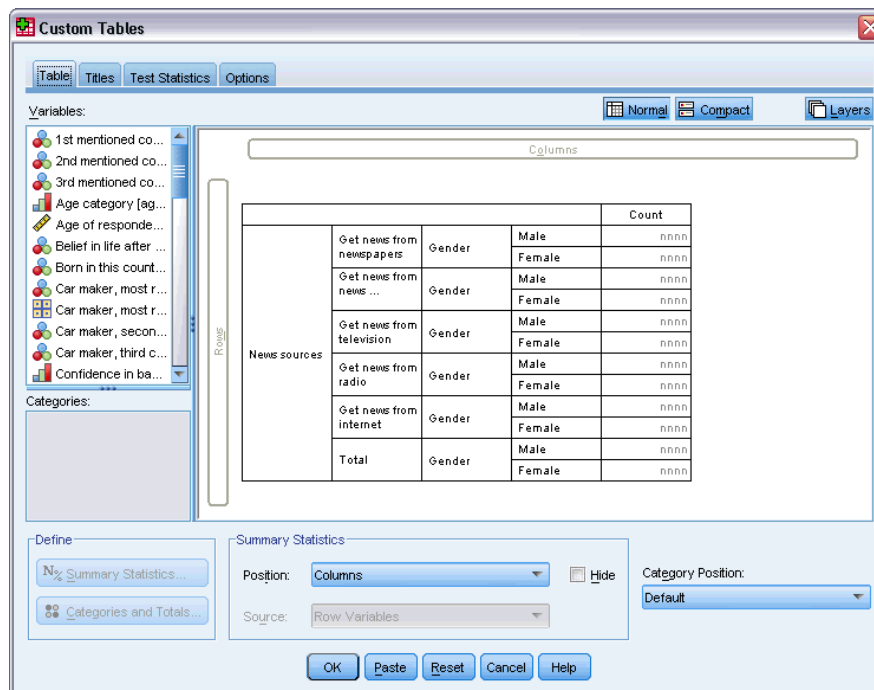 Custom Tables
Table Titles Test Statistics Options
Variables:
Normal Compact Layers
1st mentioned co...
2nd mentioned co...
3rd mentioned co...
Age category [ag...
Age of responde...
Belief in life after ...
Born in this count...
Car maker, most r...
Car maker, most r...
Car maker, secon...
Car maker, third c...
Confidence in ba...
Categories:
Columns
Rows
Count
News sources
Get news from newspapers
Gender
Male nnnn
Female nnnn
Get news from news ...
Gender
Male nnnn
Female nnnn
Get news from television
Gender
Male nnnn
Female nnnn
Get news from radio
Gender
Male nnnn
Female nnnn
Get news from internet
Gender
Male nnnn
Female nnnn
Total
Gender
Male nnnn
Female nnnn
Define
N% Summary Statistics...
Categories and Totals...
Summary Statistics
Position: Columns
Hide
Source: Row Variables
Category Position:
Default
OK Paste Reset Cancel Help